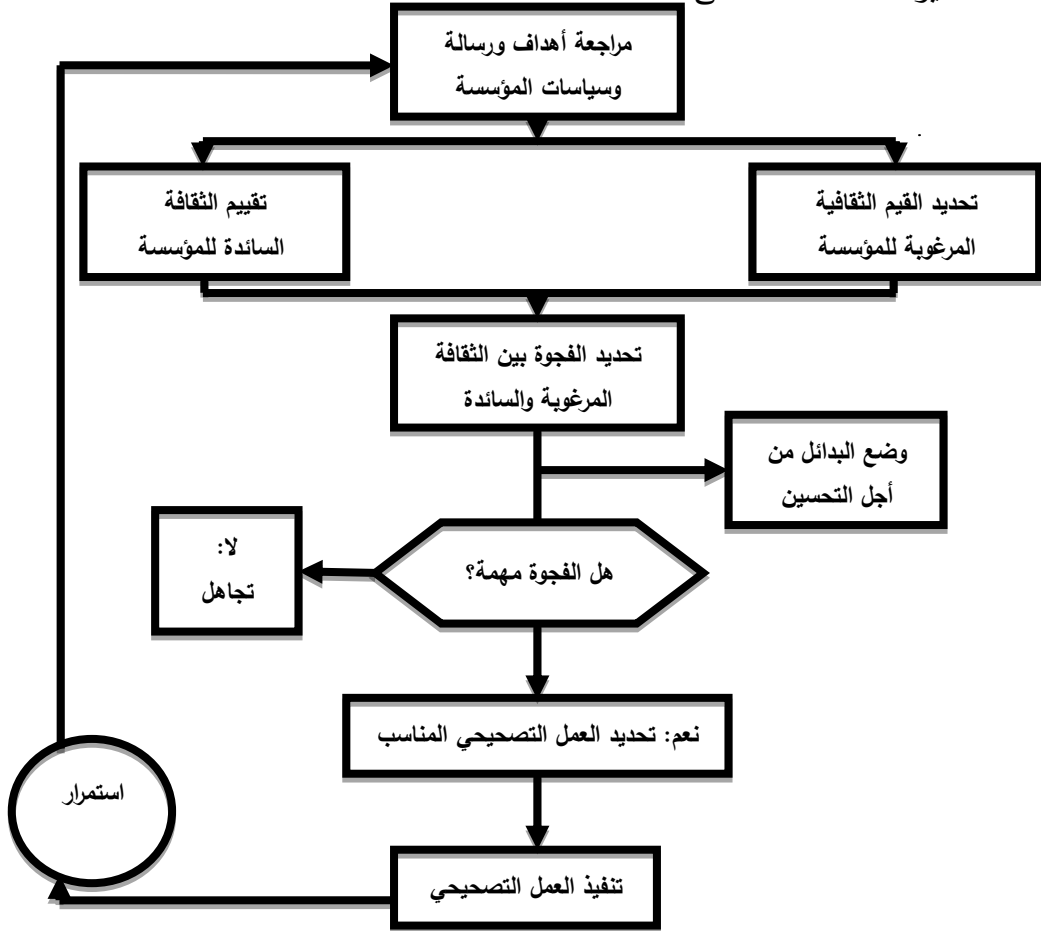 مراجعة أهداف ورسالة
وسياسات المؤسسة
تحديد القيم الثقافية
المرغوبة للمؤسسة
تقييم الثقافة
السائدة للمؤسسة
تحديد الفجوة بين الثقافة
المرغوبة والسائدة
وضع البدائل من
أجل التحسين
هل الفجوة مهمة؟
لا:
تجاهل
نعم: تحديد العمل التصحيحي المناسب
استمرار
تنفيذ العمل التصحيحي